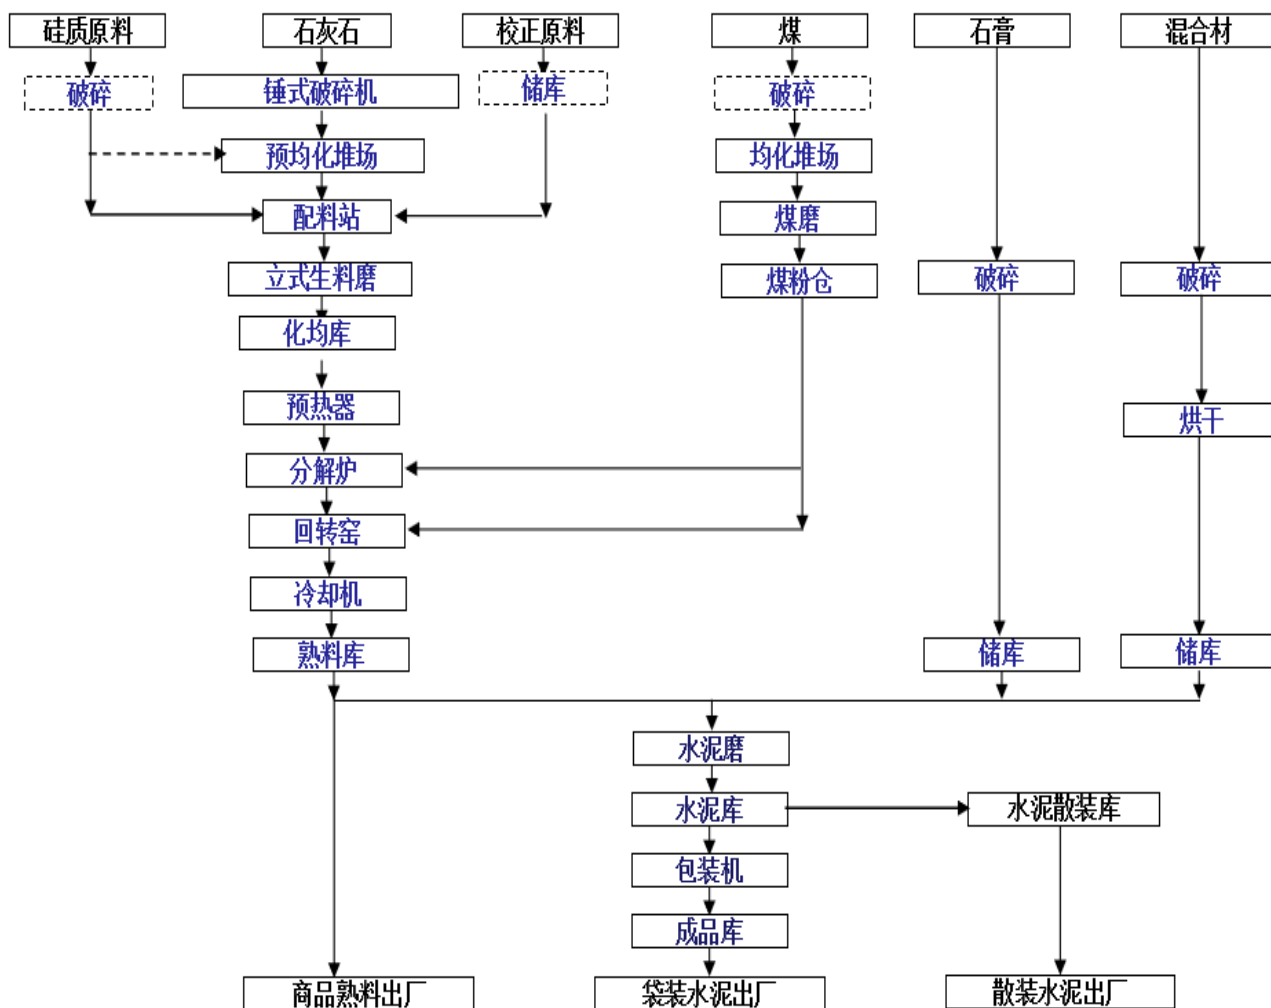 硅质原料
石灰石
校正原料
煤
石膏
混合材
破碎
锤式破碎机
储库
破碎
预均化堆场
均化堆场
配料站
煤磨
立式生料磨
煤粉仓
破碎
破碎
化均库
预热器
烘干
分解炉
回转窑
冷却机
熟料库
储库
储库
水泥磨
水泥库
水泥散装库
包装机
成品库
商品熟料出厂
袋装水泥出厂
散装水泥出厂